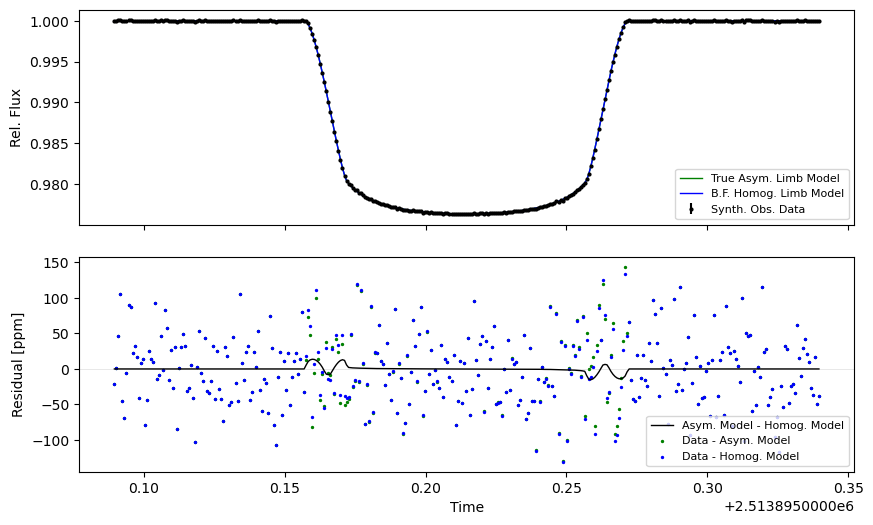 1.000
0.995
0.990
0.985
0.980
Rel. Flux
True Asym. Limb Model
B.F. Homog. Limb Model
Synth. Obs. Data
150
100
50
0
−50
−100
Residual [ppm]
Asym. Model - Homog. Model
Data - Asym. Model
Data - Homog. Model
0.10 0.15 0.20 0.25 0.30 0.35
Time
+2.5138950000e6